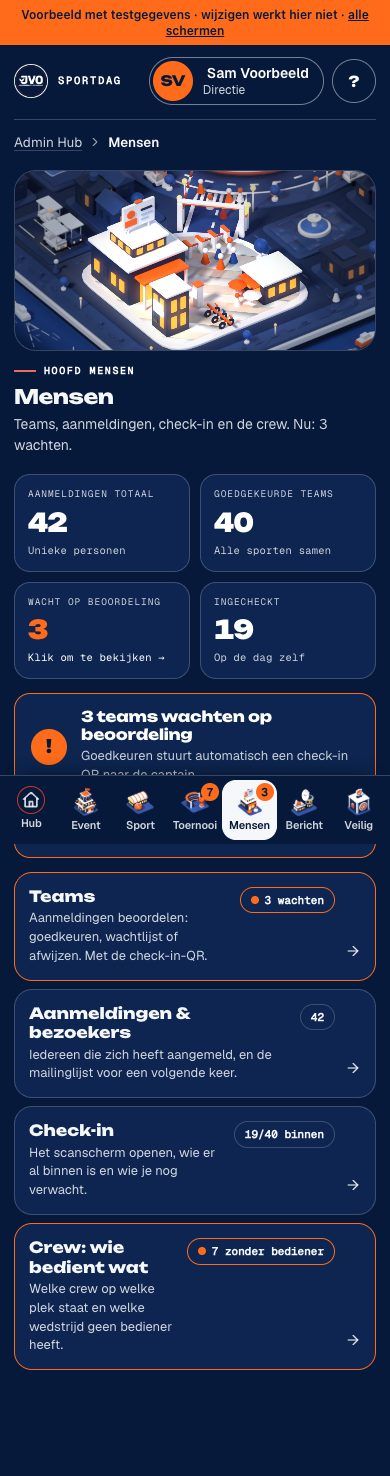 Voorbeeld met testgegevens · wijzigen werkt hier niet · alle
schermen
JVO SPORTDAG
SV
Sam Voorbeeld
Directie
?
Admin Hub > Mensen
HOOFD MENSEN
Mensen
Teams, aanmeldingen, check-in en de crew. Nu: 3
wachten.
AANMELDINGEN TOTAAL
42
Unieke personen
GOEDGEKEURDE TEAMS
40
Alle sporten samen
WACHT OP BEOORDELING
3
Klik om te bekijken →
INGECHECKT
19
Op de dag zelf
!
3 teams wachten op
beoordeling
Goedkeuren stuurt automatisch een check-in
QR naar de captain.
Hub
Event
Sport
7
Toernooi
3
Mensen
Bericht
Veilig
Teams
3 wachten
Aanmeldingen beoordelen:
goedkeuren, wachtlijst of
afwijzen. Met de check-in-QR.
→
Aanmeldingen &
bezoekers
42
Iedereen die zich heeft aangemeld, en de
mailinglijst voor een volgende keer.
→
Check-in
19/40 binnen
Het scanscherm openen, wie er
al binnen is en wie je nog
verwacht.
→
Crew: wie
bedient wat
7 zonder bediener
Welke crew op welke
plek staat en welke
wedstrijd geen bediener
heeft.
→